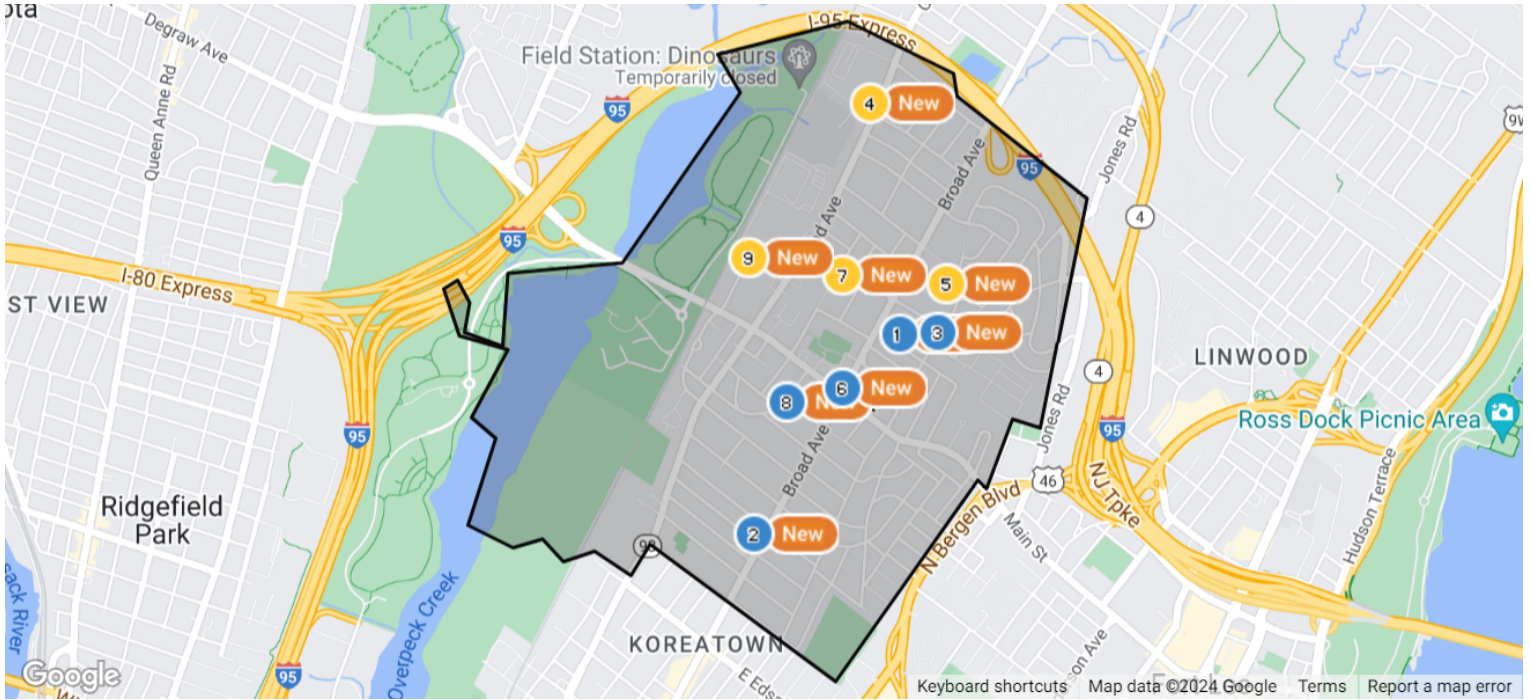 ota
Degraw Ave
Queen Anne Rd
I-95 Express
Field Station: Dinosaurs
Temporarily closed
95
4 New
Broad Ave
95
Jones Rd
9W
4
95
d Ave
9 New
7 New
5 New
I-80 Express
ST VIEW
1
3 New
LINWOOD
4
8
6 New
Ross Dock Picnic Area
95
95
Broad Ave
Jones Rd
46
NJ Tpke
Ridgefield
Park
2 New
N Bergen Blvd
Main St
Hudson Terrace
93
Overpeck Creek
KOREATOWN
95
Google
Keyboard shortcuts
Map data ©2024 Google
Terms
Report a map error